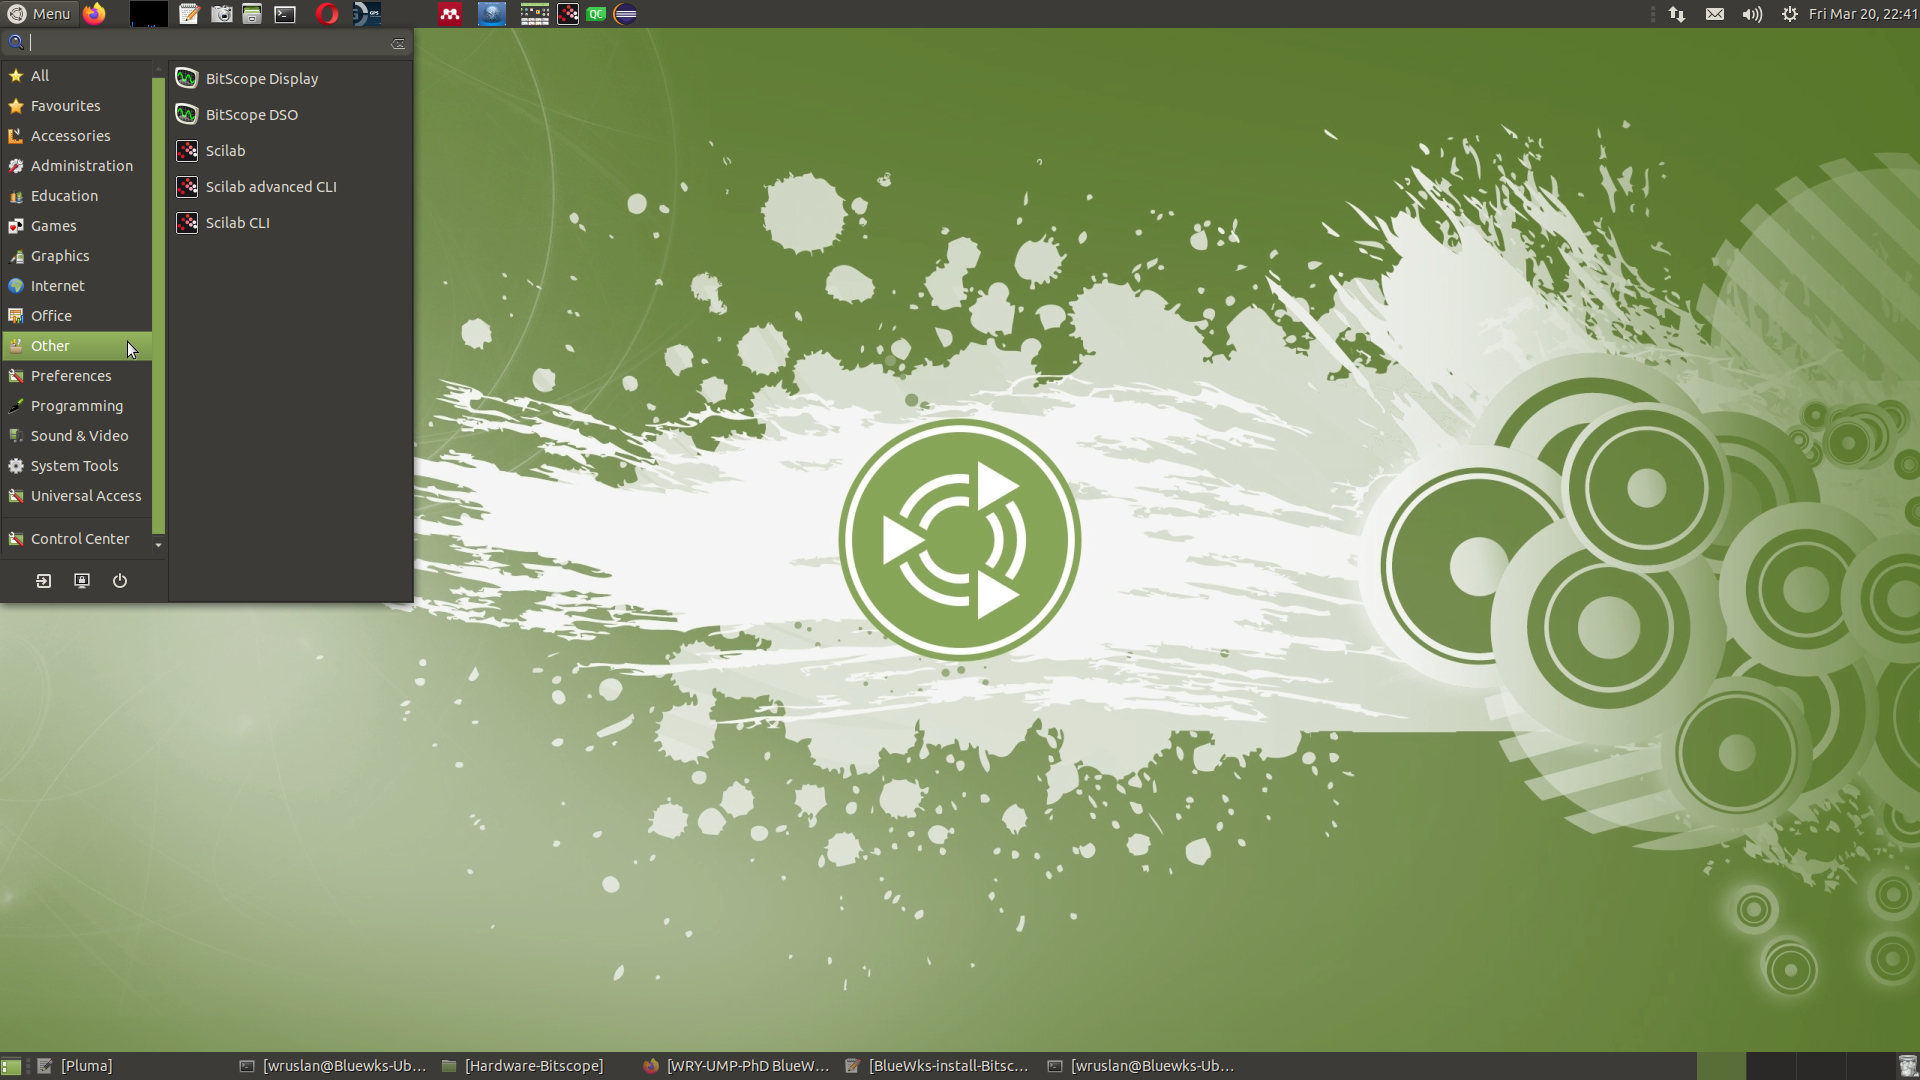 Menu
GPS
QC
Fri Mar 20, 22:41
All
Favourites
Accessories
Administration
Education
Games
Graphics
Internet
Office
Other
Preferences
Programming
Sound & Video
System Tools
Universal Access
Control Center
BitScope Display
BitScope DSO
Scilab
Scilab advanced CLI
Scilab CLI
[Pluma]
[wruslan@Bluewks-Ub...
[Hardware-Bitscope]
[WRY-UMP-PhD BlueW...
[BlueWks-install-Bitsc...
[wruslan@Bluewks-Ub...